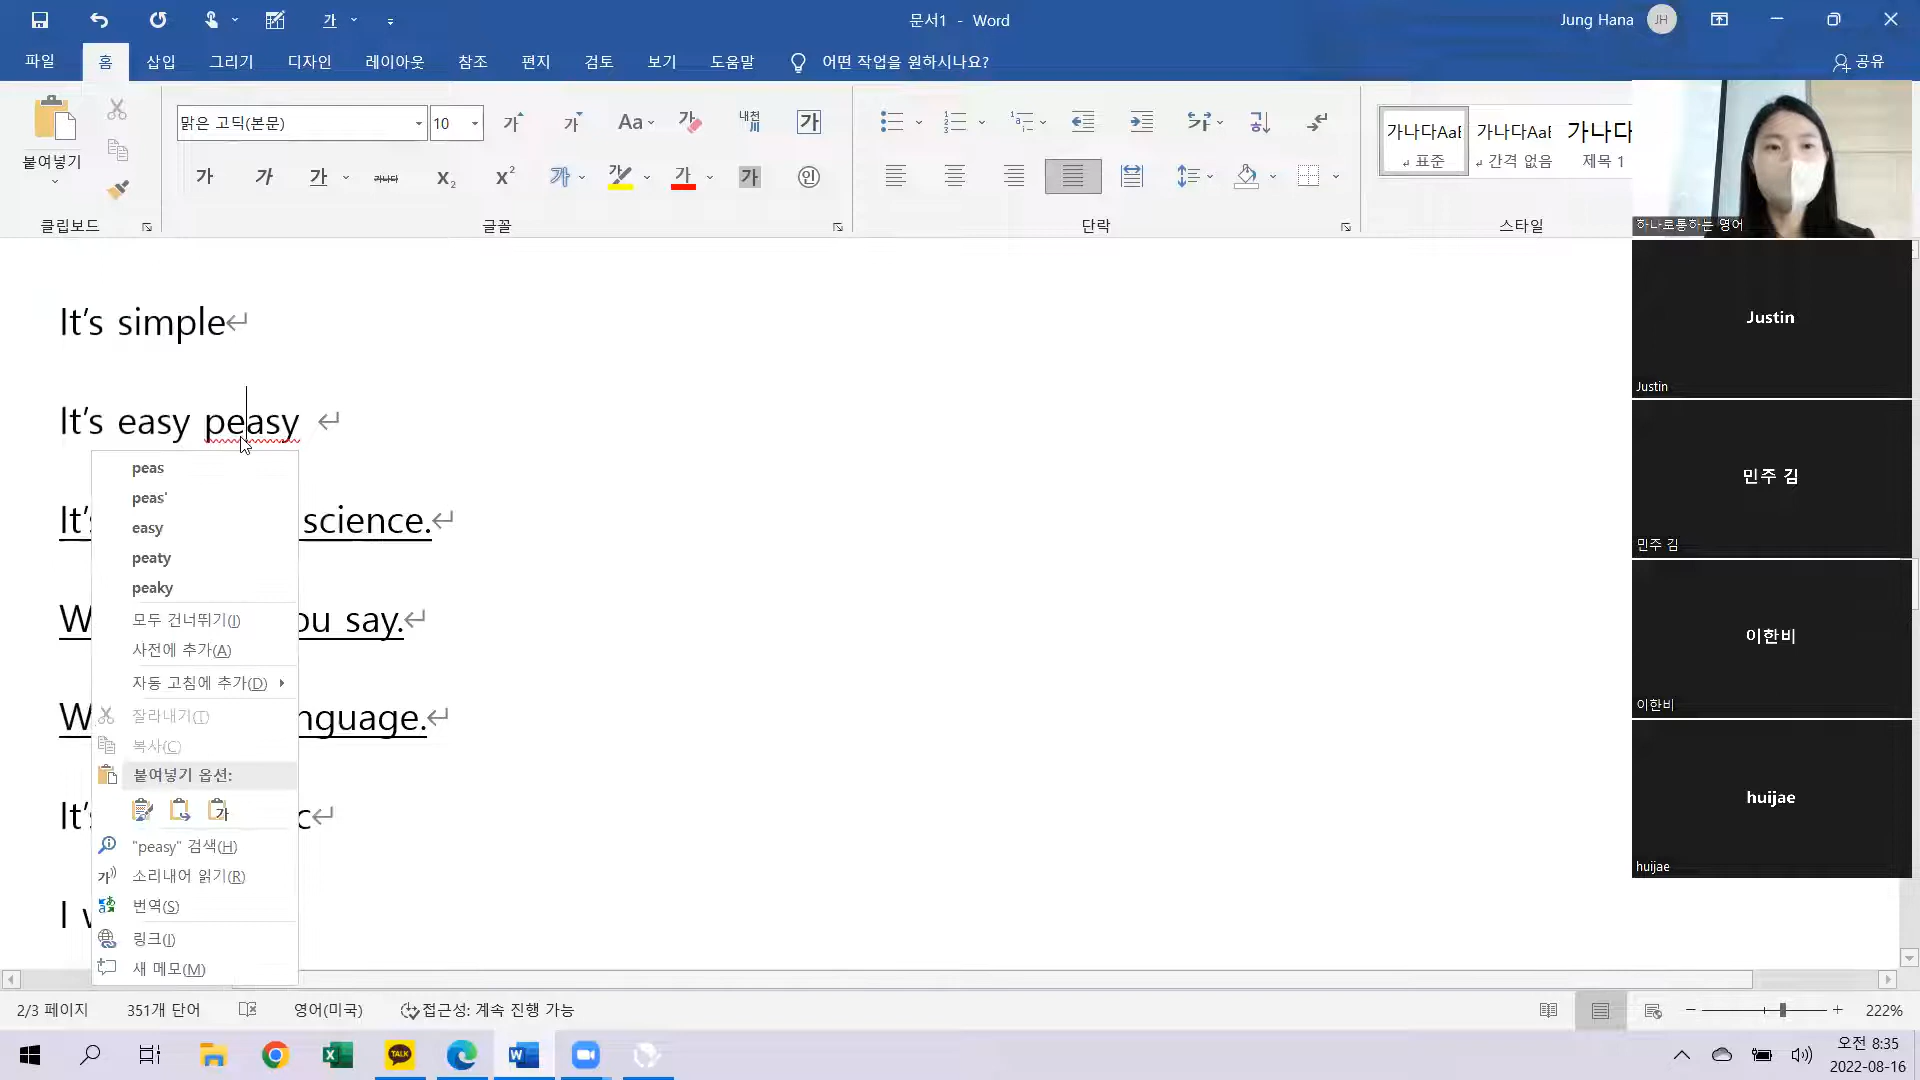 문서1 - Word
Jung Hana
JH
파일
홈
삽입
그리기
디자인
레이아웃
참조
편지
검토
보기
도움말
어떤 작업을 원하시나요?
공유
붙여넣기
클립보드
맑은 고딕(본문)
10
글꼴
단락
가나다AaB
표준
가나다AaB
간격 없음
가나다
제목 1
스타일
It's simple
It's easy peasy
It's science.
W ou say.
W nguage.
It's c
I w
peas
peas'
easy
peaty
peaky
모두 건너뛰기(I)
사전에 추가(A)
자동 고침에 추가(D)
잘라내기(T)
복사(C)
붙여넣기 옵션:
"peasy" 검색(H)
소리내어 읽기(R)
번역(S)
링크(I)
새 메모(M)
하나로통하는 영어
Justin
Justin
민주 김
민주 김
이한비
이한비
huijae
huijae
2/3 페이지
351개 단어
영어(미국)
접근성: 계속 진행 가능
222%
오전 8:35
2022-08-16